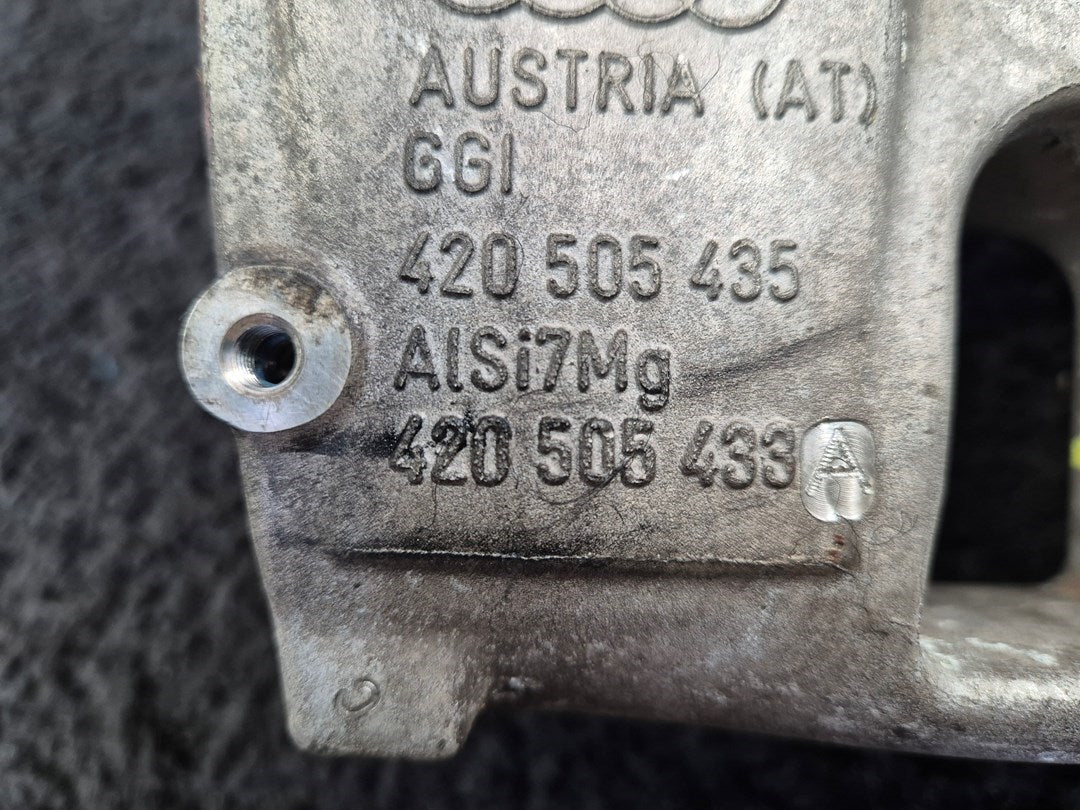 AUSTRIA (AT)
GGI
420 505 435
AlSi7Mg
420 505 433 A